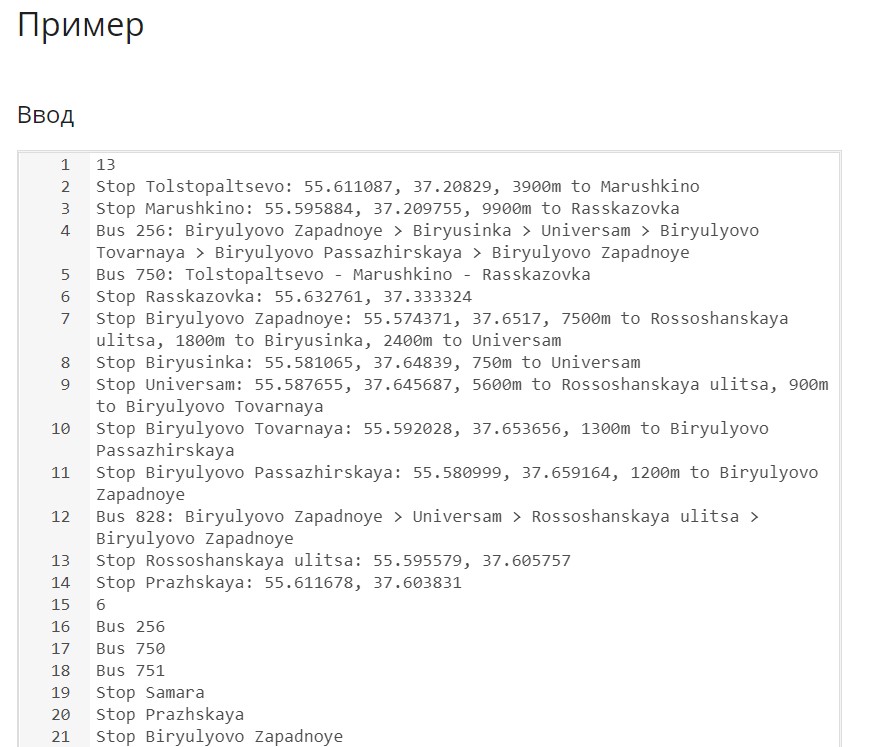 Пример
Ввод
1 13
2 Stop Tolstopaltsevo: 55.611087, 37.20829, 3900m to Marushkino
3 Stop Marushkino: 55.595884, 37.209755, 9900m to Rasskazovka
4 Bus 256: Biryulyovo Zapadnoye > Biryusinka > Universam > Biryulyovo
Tovarnaya > Biryulyovo Passazhirskaya > Biryulyovo Zapadnoye
5 Bus 750: Tolstopaltsevo - Marushkino - Rasskazovka
6 Stop Rasskazovka: 55.632761, 37.333324
7 Stop Biryulyovo Zapadnoye: 55.574371, 37.6517, 7500m to Rossoshanskaya
ulitsa, 1800m to Biryusinka, 2400m to Universam
8 Stop Biryusinka: 55.581065, 37.64839, 750m to Universam
9 Stop Universam: 55.587655, 37.645687, 5600m to Rossoshanskaya ulitsa, 900m
to Biryulyovo Tovarnaya
10 Stop Biryulyovo Tovarnaya: 55.592028, 37.653656, 1300m to Biryulyovo
Passazhirskaya
11 Stop Biryulyovo Passazhirskaya: 55.580999, 37.659164, 1200m to Biryulyovo
Zapadnoye
12 Bus 828: Biryulyovo Zapadnoye > Universam > Rossoshanskaya ulitsa >
Biryulyovo Zapadnoye
13 Stop Rossoshanskaya ulitsa: 55.595579, 37.605757
14 Stop Prazhskaya: 55.611678, 37.603831
15 6
16 Bus 256
17 Bus 750
18 Bus 751
19 Stop Samara
20 Stop Prazhskaya
21 Stop Biryulyovo Zapadnoye